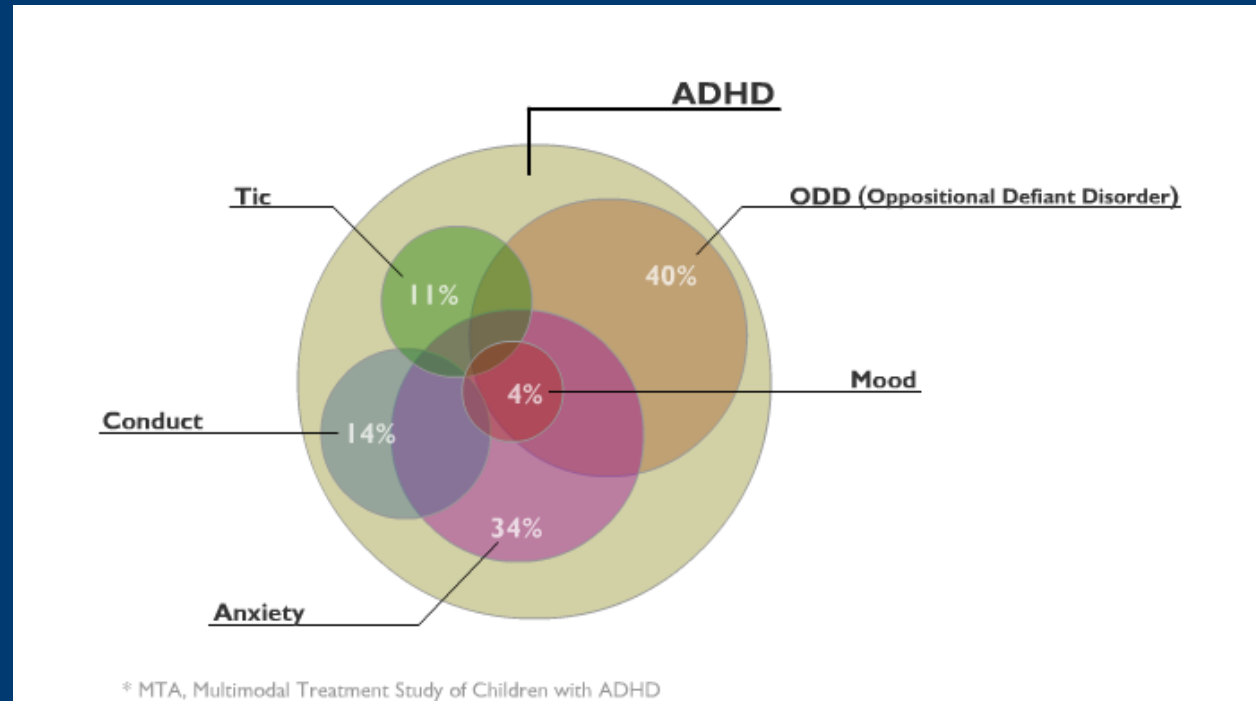 ADHD
Tic
ODD (Oppositional Defiant Disorder)
40%
11%
Mood
4%
Conduct
14%
34%
Anxiety
* MTA, Multimodal Treatment Study of Children with ADHD